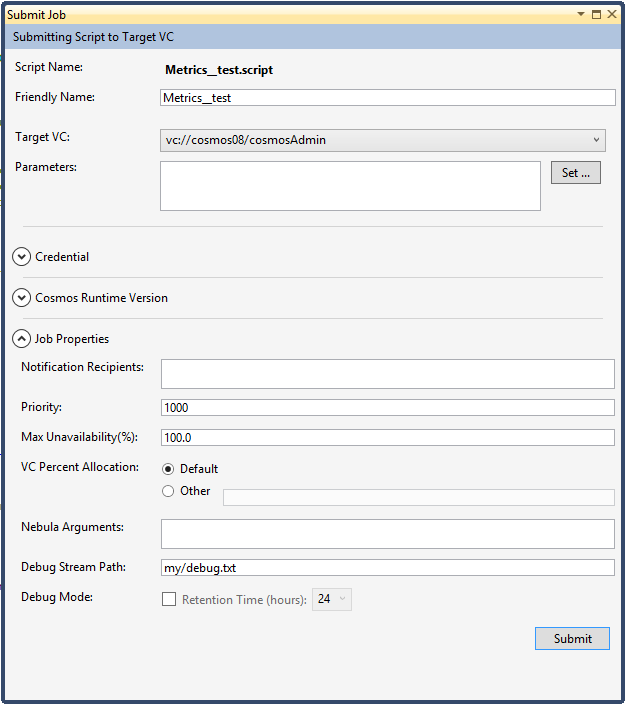 Submit Job
Submitting Script to Target VC
Script Name: Metrics_test.script
Friendly Name: Metrics_test
Target VC: vc://cosmos08/cosmosAdmin
Parameters: Set ...
Credential
Cosmos Runtime Version
Job Properties
Notification Recipients:
Priority: 1000
Max Unavailability(%): 100.0
VC Percent Allocation: Default
Other
Nebula Arguments:
Debug Stream Path: my/debug.txt
Debug Mode: Retention Time (hours): 24
Submit